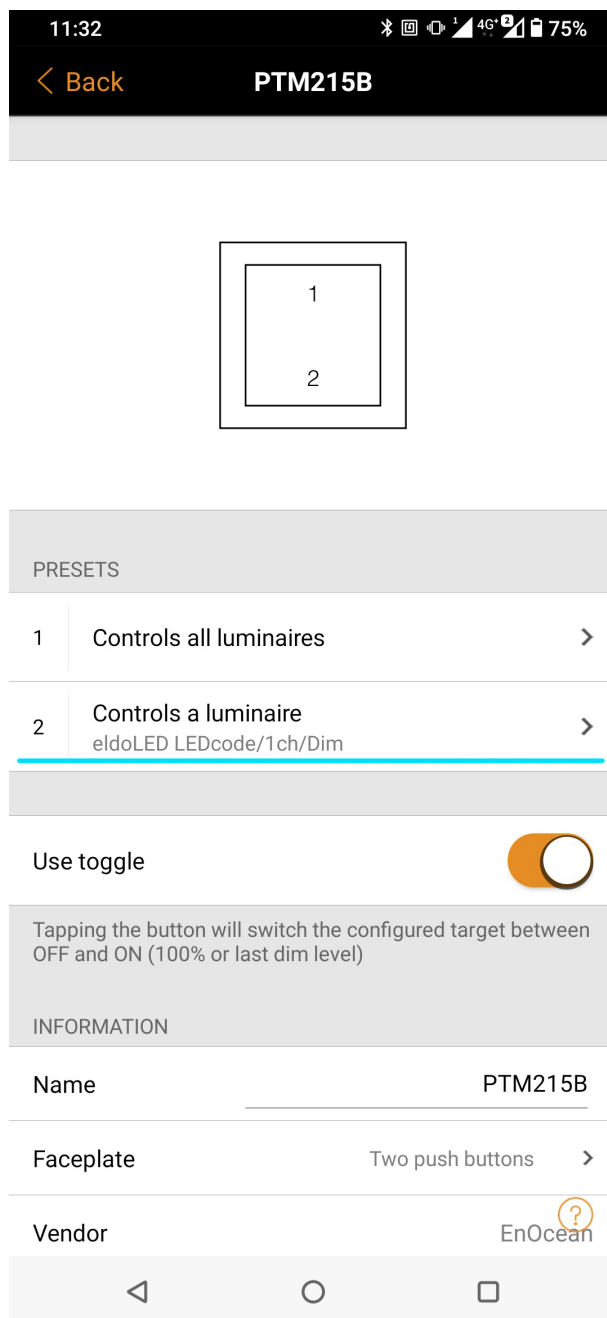 11:32
1 4G+ 2 75%
Back
PTM215B
1
2
PRESETS
1 Controls all luminaires
2 Controls a luminaire
eldoLED LEDcode/1ch/Dim
Use toggle
Tapping the button will switch the configured target between
OFF and ON (100% or last dim level)
INFORMATION
Name PTM215B
Faceplate Two push buttons
?
Vendor EnOcean